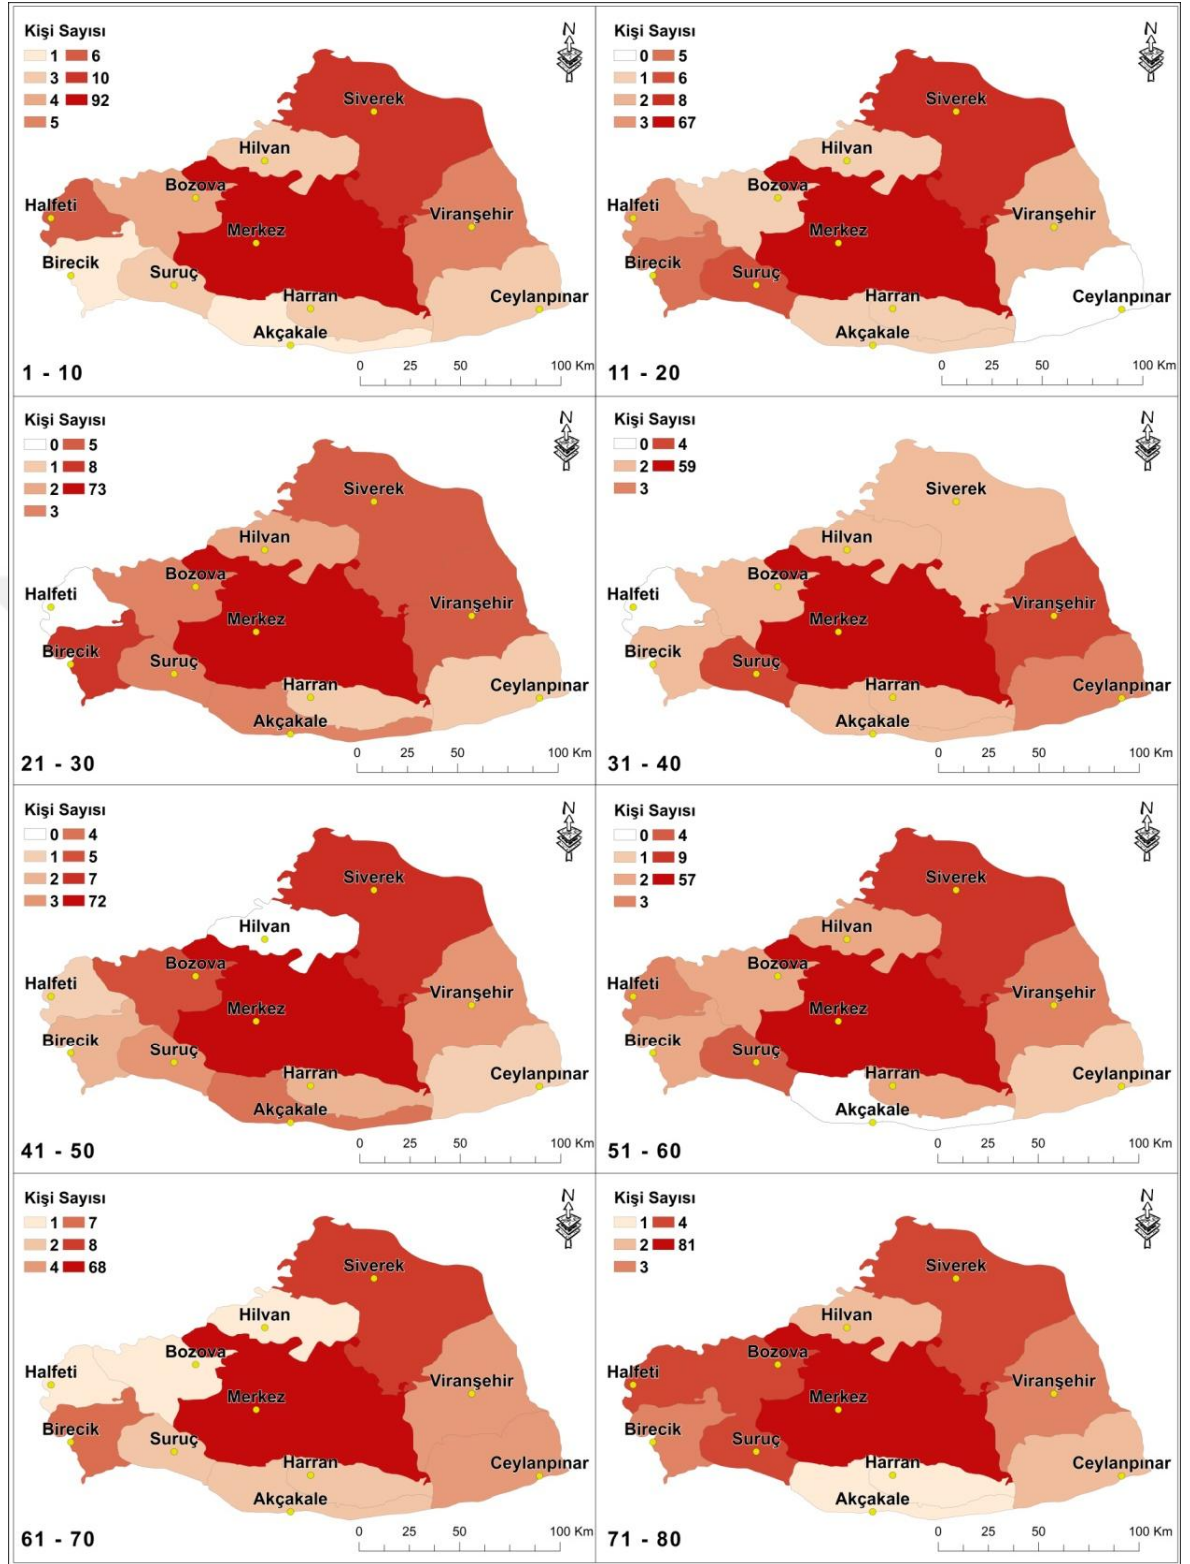 Kişi Sayısı
1 6
3 10
4 92
5
N
Siverek
Hilvan
Bozova
Halfeti
Viranşehir
Merkez
Birecik
Suruç
Harran
Ceylanpınar
Akçakale
0 25 50 100 Km
1 - 10
Kişi Sayısı
0 5
1 6
2 8
3 67
N
Siverek
Hilvan
Bozova
Halfeti
Viranşehir
Merkez
Birecik
Suruç
Harran
Ceylanpınar
Akçakale
0 25 50 100 Km
11 - 20
Kişi Sayısı
0 5
1 8
2 73
3
N
Siverek
Hilvan
Bozova
Halfeti
Viranşehir
Merkez
Birecik
Suruç
Harran
Ceylanpınar
Akçakale
0 25 50 100 Km
21 - 30
Kişi Sayısı
0 4
2 59
3
N
Siverek
Hilvan
Bozova
Halfeti
Viranşehir
Merkez
Birecik
Suruç
Harran
Ceylanpınar
Akçakale
0 25 50 100 Km
31 - 40
Kişi Sayısı
0 4
1 5
2 7
3 72
N
Siverek
Hilvan
Bozova
Halfeti
Viranşehir
Merkez
Birecik
Suruç
Harran
Ceylanpınar
Akçakale
0 25 50 100 Km
41 - 50
Kişi Sayısı
0 4
1 9
2 57
3
N
Siverek
Hilvan
Bozova
Halfeti
Viranşehir
Merkez
Birecik
Suruç
Harran
Ceylanpınar
Akçakale
0 25 50 100 Km
51 - 60
Kişi Sayısı
1 7
2 8
4 68
N
Siverek
Hilvan
Bozova
Halfeti
Viranşehir
Merkez
Birecik
Suruç
Harran
Ceylanpınar
Akçakale
0 25 50 100 Km
61 - 70
Kişi Sayısı
1 4
2 81
3
N
Siverek
Hilvan
Bozova
Halfeti
Viranşehir
Merkez
Birecik
Suruç
Harran
Ceylanpınar
Akçakale
0 25 50 100 Km
71 - 80